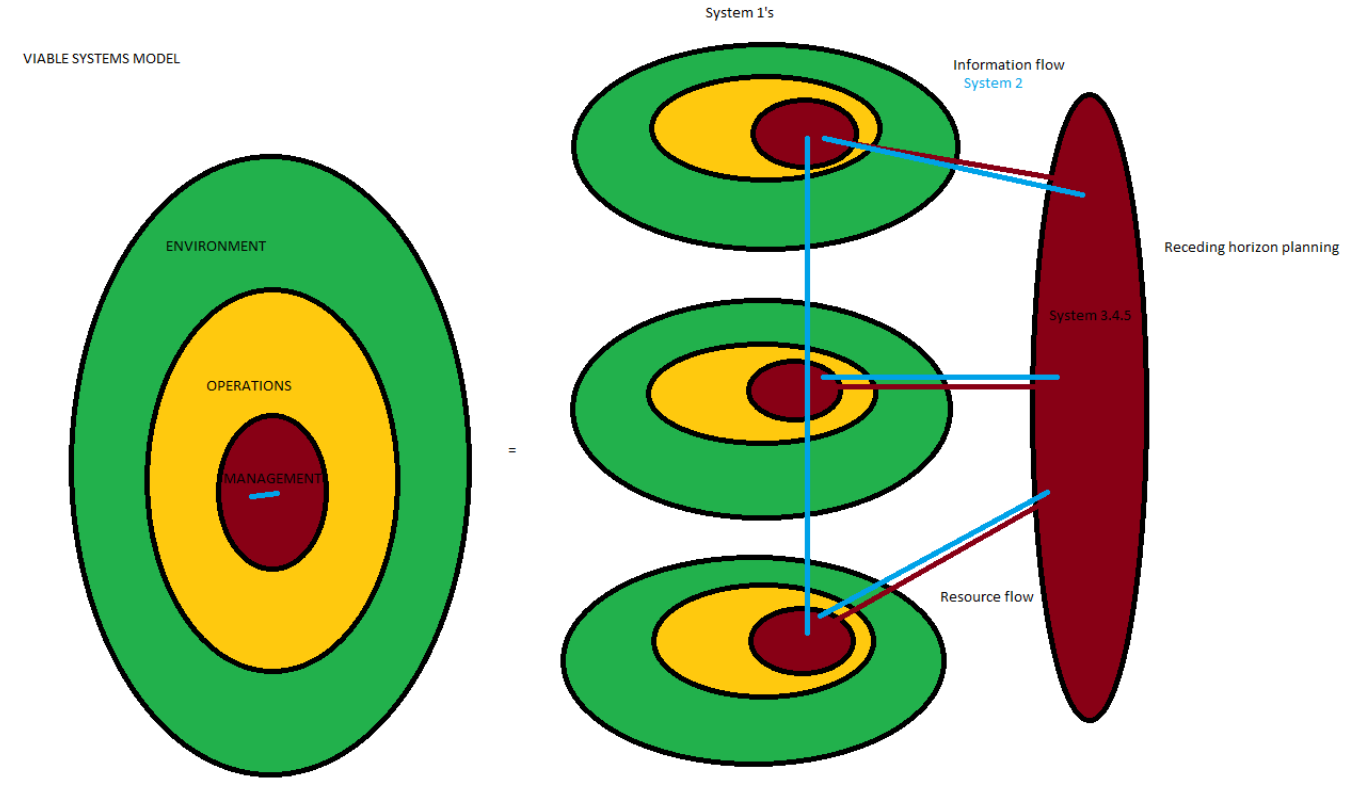 System 1's
VIABLE SYSTEMS MODEL
Information flow
System 2
ENVIRONMENT
Receding horizon planning
System 3.4.5
OPERATIONS
=
MANAGEMENT
Resource flow